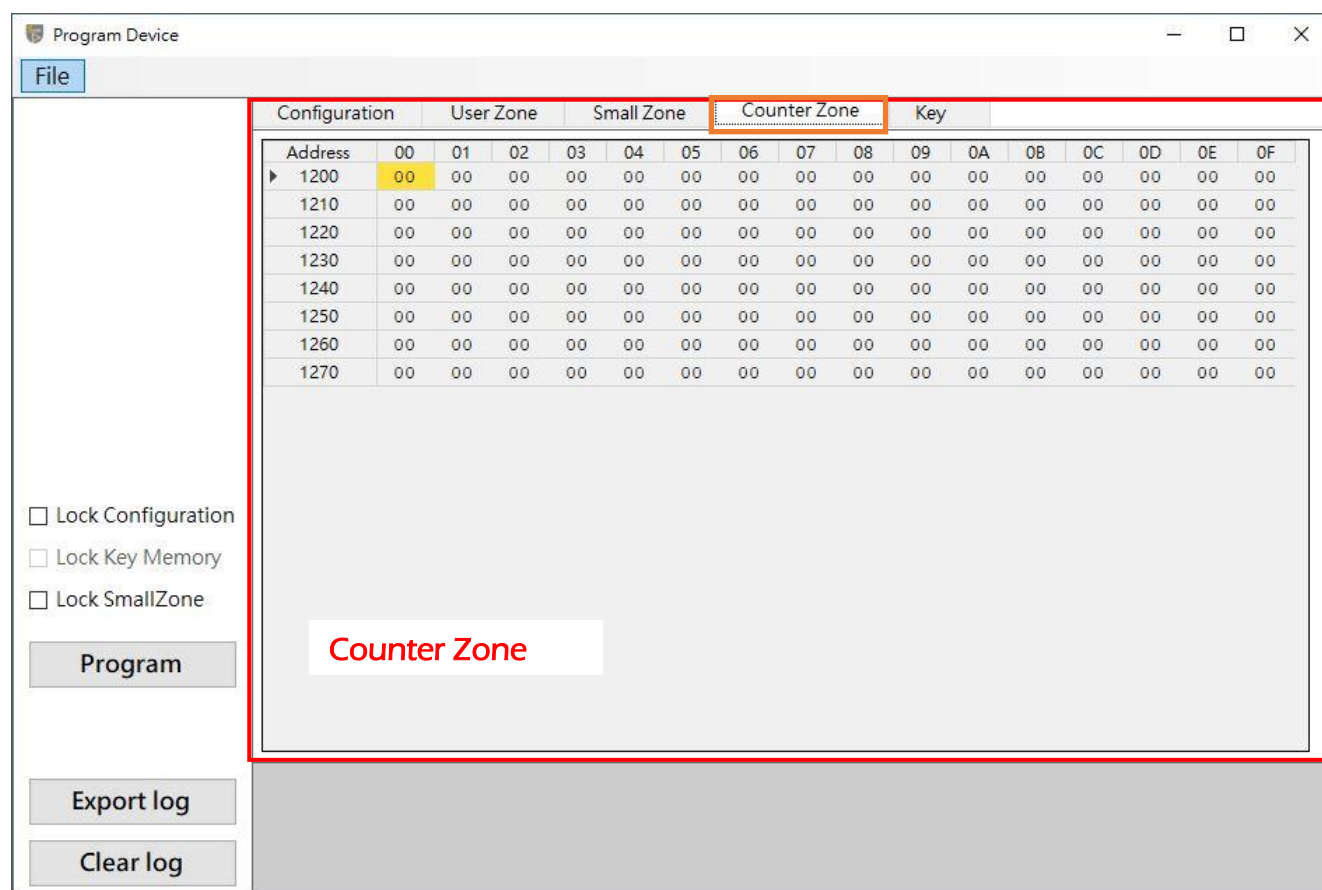 Program Device
File
Configuration User Zone Small Zone Counter Zone Key
Address 00 01 02 03 04 05 06 07 08 09 0A 0B 0C 0D 0E 0F
1200 00 00 00 00 00 00 00 00 00 00 00 00 00 00 00 00
1210 00 00 00 00 00 00 00 00 00 00 00 00 00 00 00 00
1220 00 00 00 00 00 00 00 00 00 00 00 00 00 00 00 00
1230 00 00 00 00 00 00 00 00 00 00 00 00 00 00 00 00
1240 00 00 00 00 00 00 00 00 00 00 00 00 00 00 00 00
1250 00 00 00 00 00 00 00 00 00 00 00 00 00 00 00 00
1260 00 00 00 00 00 00 00 00 00 00 00 00 00 00 00 00
1270 00 00 00 00 00 00 00 00 00 00 00 00 00 00 00 00
Lock Configuration
Lock Key Memory
Lock SmallZone
Counter Zone
Program
Export log
Clear log